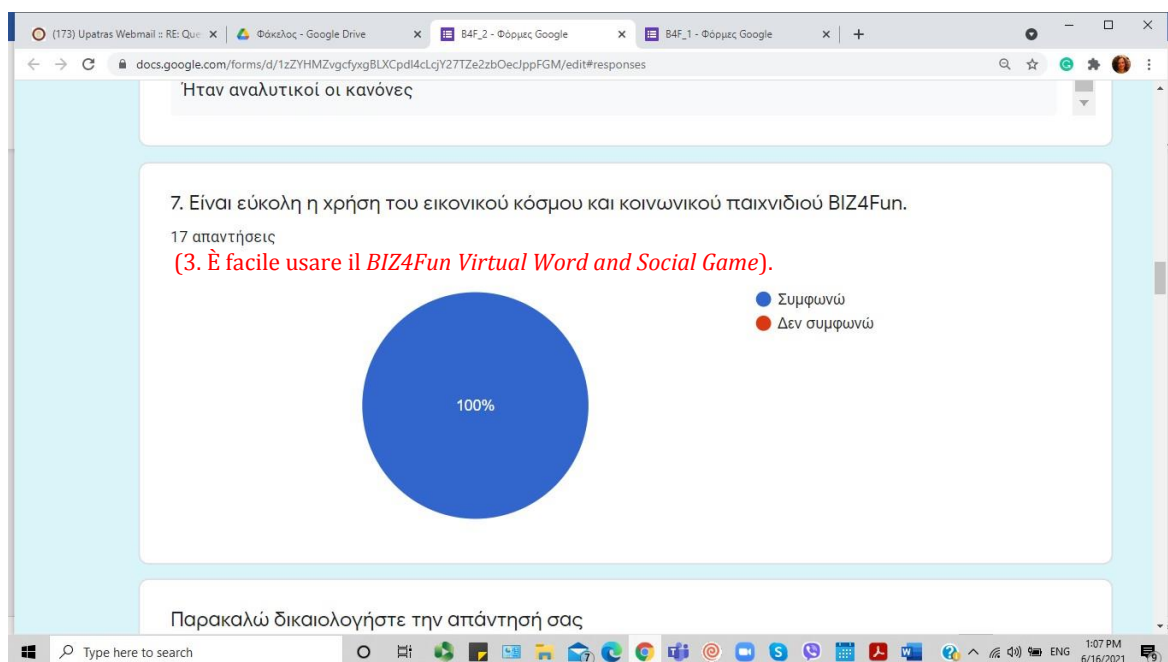 (173) Upatras Webmail :: RE: Que
Φάκελος - Google Drive
B4F_2 - Φόρμες Google
B4F_1 - Φόρμες Google
docs.google.com/forms/d/1zZYHMZvgcfyxgBLXCpdl4cLcjY27TZe2zbOecJppFGM/edit#responses
Ήταν αναλυτικοί οι κανόνες
7. Είναι εύκολη η χρήση του εικονικού κόσμου και κοινωνικού παιχνιδιού BIZ4Fun.
17 απαντήσεις
(3. È facile usare il BIZ4Fun Virtual Word and Social Game).
Συμφωνώ
Δεν συμφωνώ
100%
Παρακαλώ δικαιολογήστε την απάντησή σας
Type here to search
ENG
1:07 PM
6/16/2021